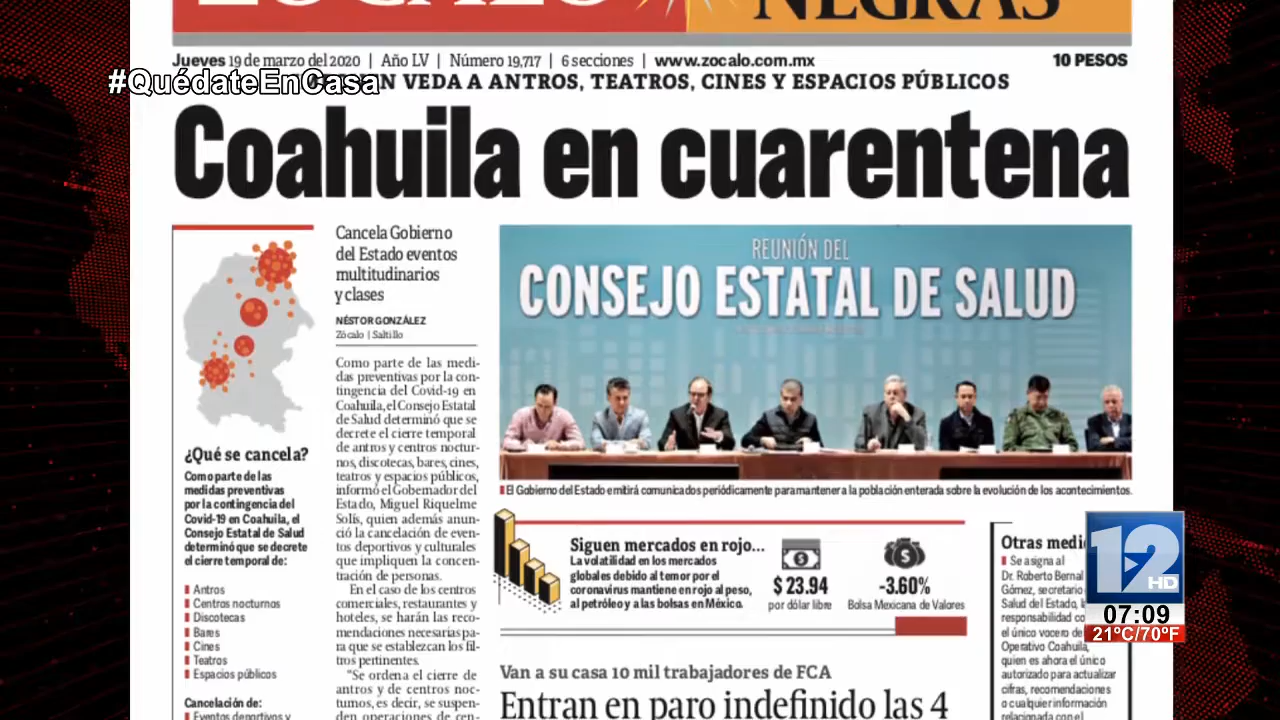 NEGRAS
Jueves 19 de marzo del 2020 | Año LV | Número 19,717 | 6 secciones | www.zocalo.com.mx
10 PESOS
#QuédateEnCasa
N VEDA A ANTROS, TEATROS, CINES Y ESPACIOS PÚBLICOS
Coahuila en cuarentena
¿Qué se cancela?
Como parte de las
medidas preventivas
por la contingencia del
Covid-19 en Coahuila, el
Consejo Estatal de Salud
determinó que se decrete
el cierre temporal de:
Antros
Centros nocturnos
Discotecas
Bares
Cines
Teatros
Espacios públicos
Cancelación de:
Eventos deportivos y
Cancela Gobierno
del Estado eventos
multitudinarios
y clases
NÉSTOR GONZÁLEZ
Zócalo | Saltillo
Como parte de las medi-
das preventivas por la con-
tingencia del Covid-19 en
Coahuila, el Consejo Estatal
de Salud determinó que se
decrete el cierre temporal
de antros y centros noctur-
nos, discotecas, bares, cines,
teatros y espacios públicos,
informó el Gobernador del
Estado, Miguel Riquelme
Solís, quien además anun-
ció la cancelación de even-
tos deportivos y culturales
que impliquen la concen-
tración de personas.
En el caso de los centros
comerciales, restaurantes y
hoteles, se harán las reco-
mendaciones necesarias pa-
ra que se establezcan los fil-
tros pertinentes.
"Se ordena el cierre de
antros y de centros noc-
turnos, es decir, se suspen-
den operaciones de cen-
REUNIÓN DEL
CONSEJO ESTATAL DE SALUD
El Gobierno del Estado emitirá comunicados periódicamente para mantener a la población enterada sobre la evolución de los acontecimientos.
Siguen mercados en rojo...
La volatilidad en los mercados
globales debido al temor por el
coronavirus mantiene en rojo al peso,
al petróleo y a las bolsas en México.
$ 23.94
por dólar libre
-3.60%
Bolsa Mexicana de Valores
Van a su casa 10 mil trabajadores de FCA
Entran en paro indefinido las 4
Otras medi
Se asigna al
Dr. Roberto Bernal
Gómez, secretario
Salud del Estado, l
responsabilidad co
el único vocero de
Operativo Coahuila,
quien es ahora el único
autorizado para actualizar
cifras, recomendaciones
o cualquier información
relacionada con el
12
HD
07:09
21°C/70°F